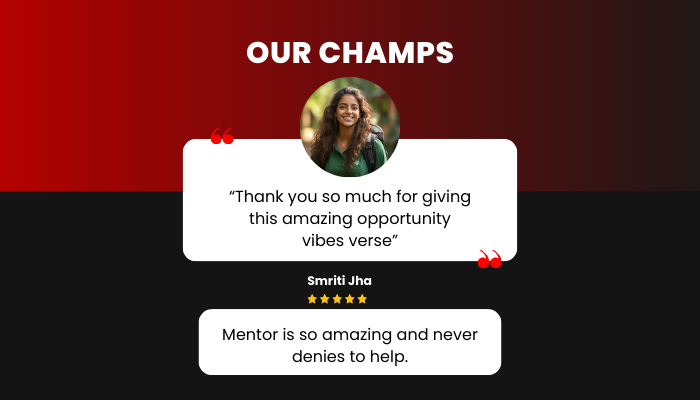 OUR CHAMPS
“Thank you so much for giving
this amazing opportunity
vibes verse”
Smriti Jha
Mentor is so amazing and never
denies to help.